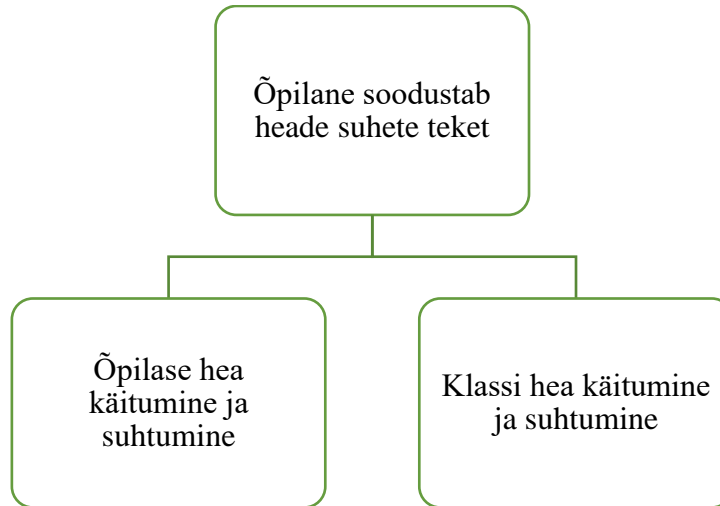 Õpilane soodustab
heade suhete teket
Õpilase hea
käitumine ja
suhtumine
Klassi hea käitumine
ja suhtumine